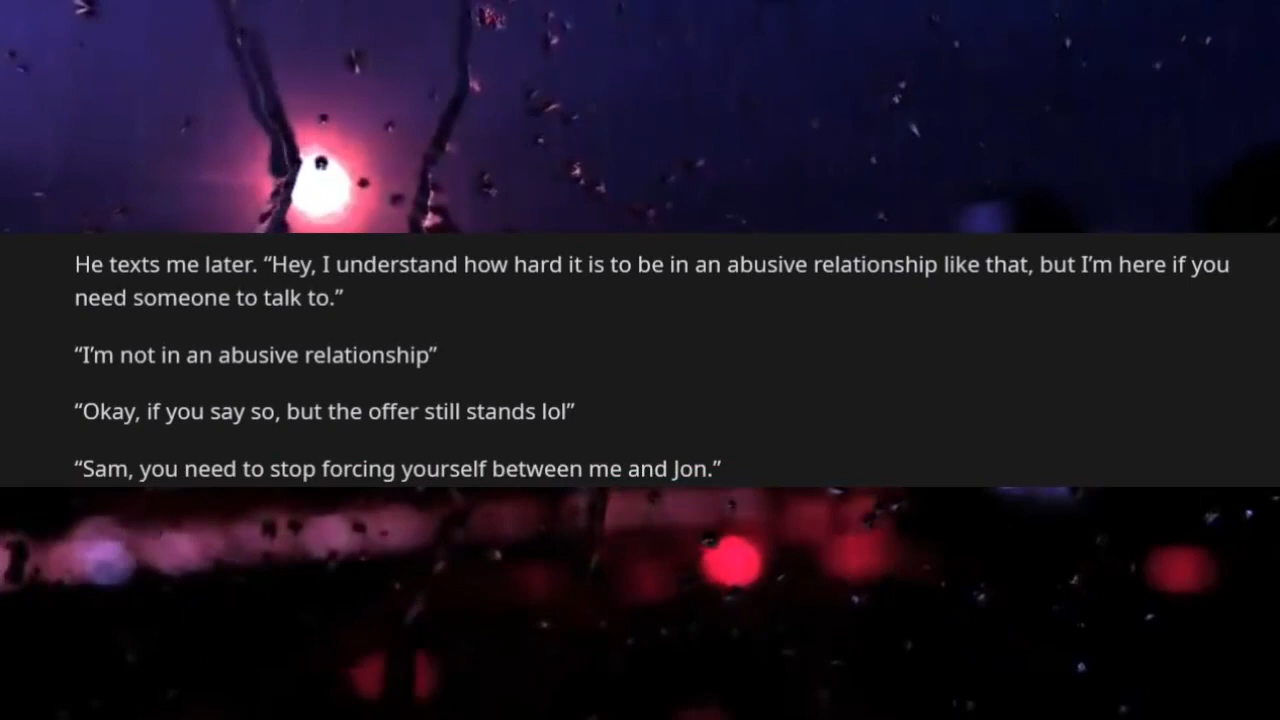 He texts me later. “Hey, I understand how hard it is to be in an abusive relationship like that, but I’m here if you
need someone to talk to.”
“I’m not in an abusive relationship”
“Okay, if you say so, but the offer still stands lol”
“Sam, you need to stop forcing yourself between me and Jon.”